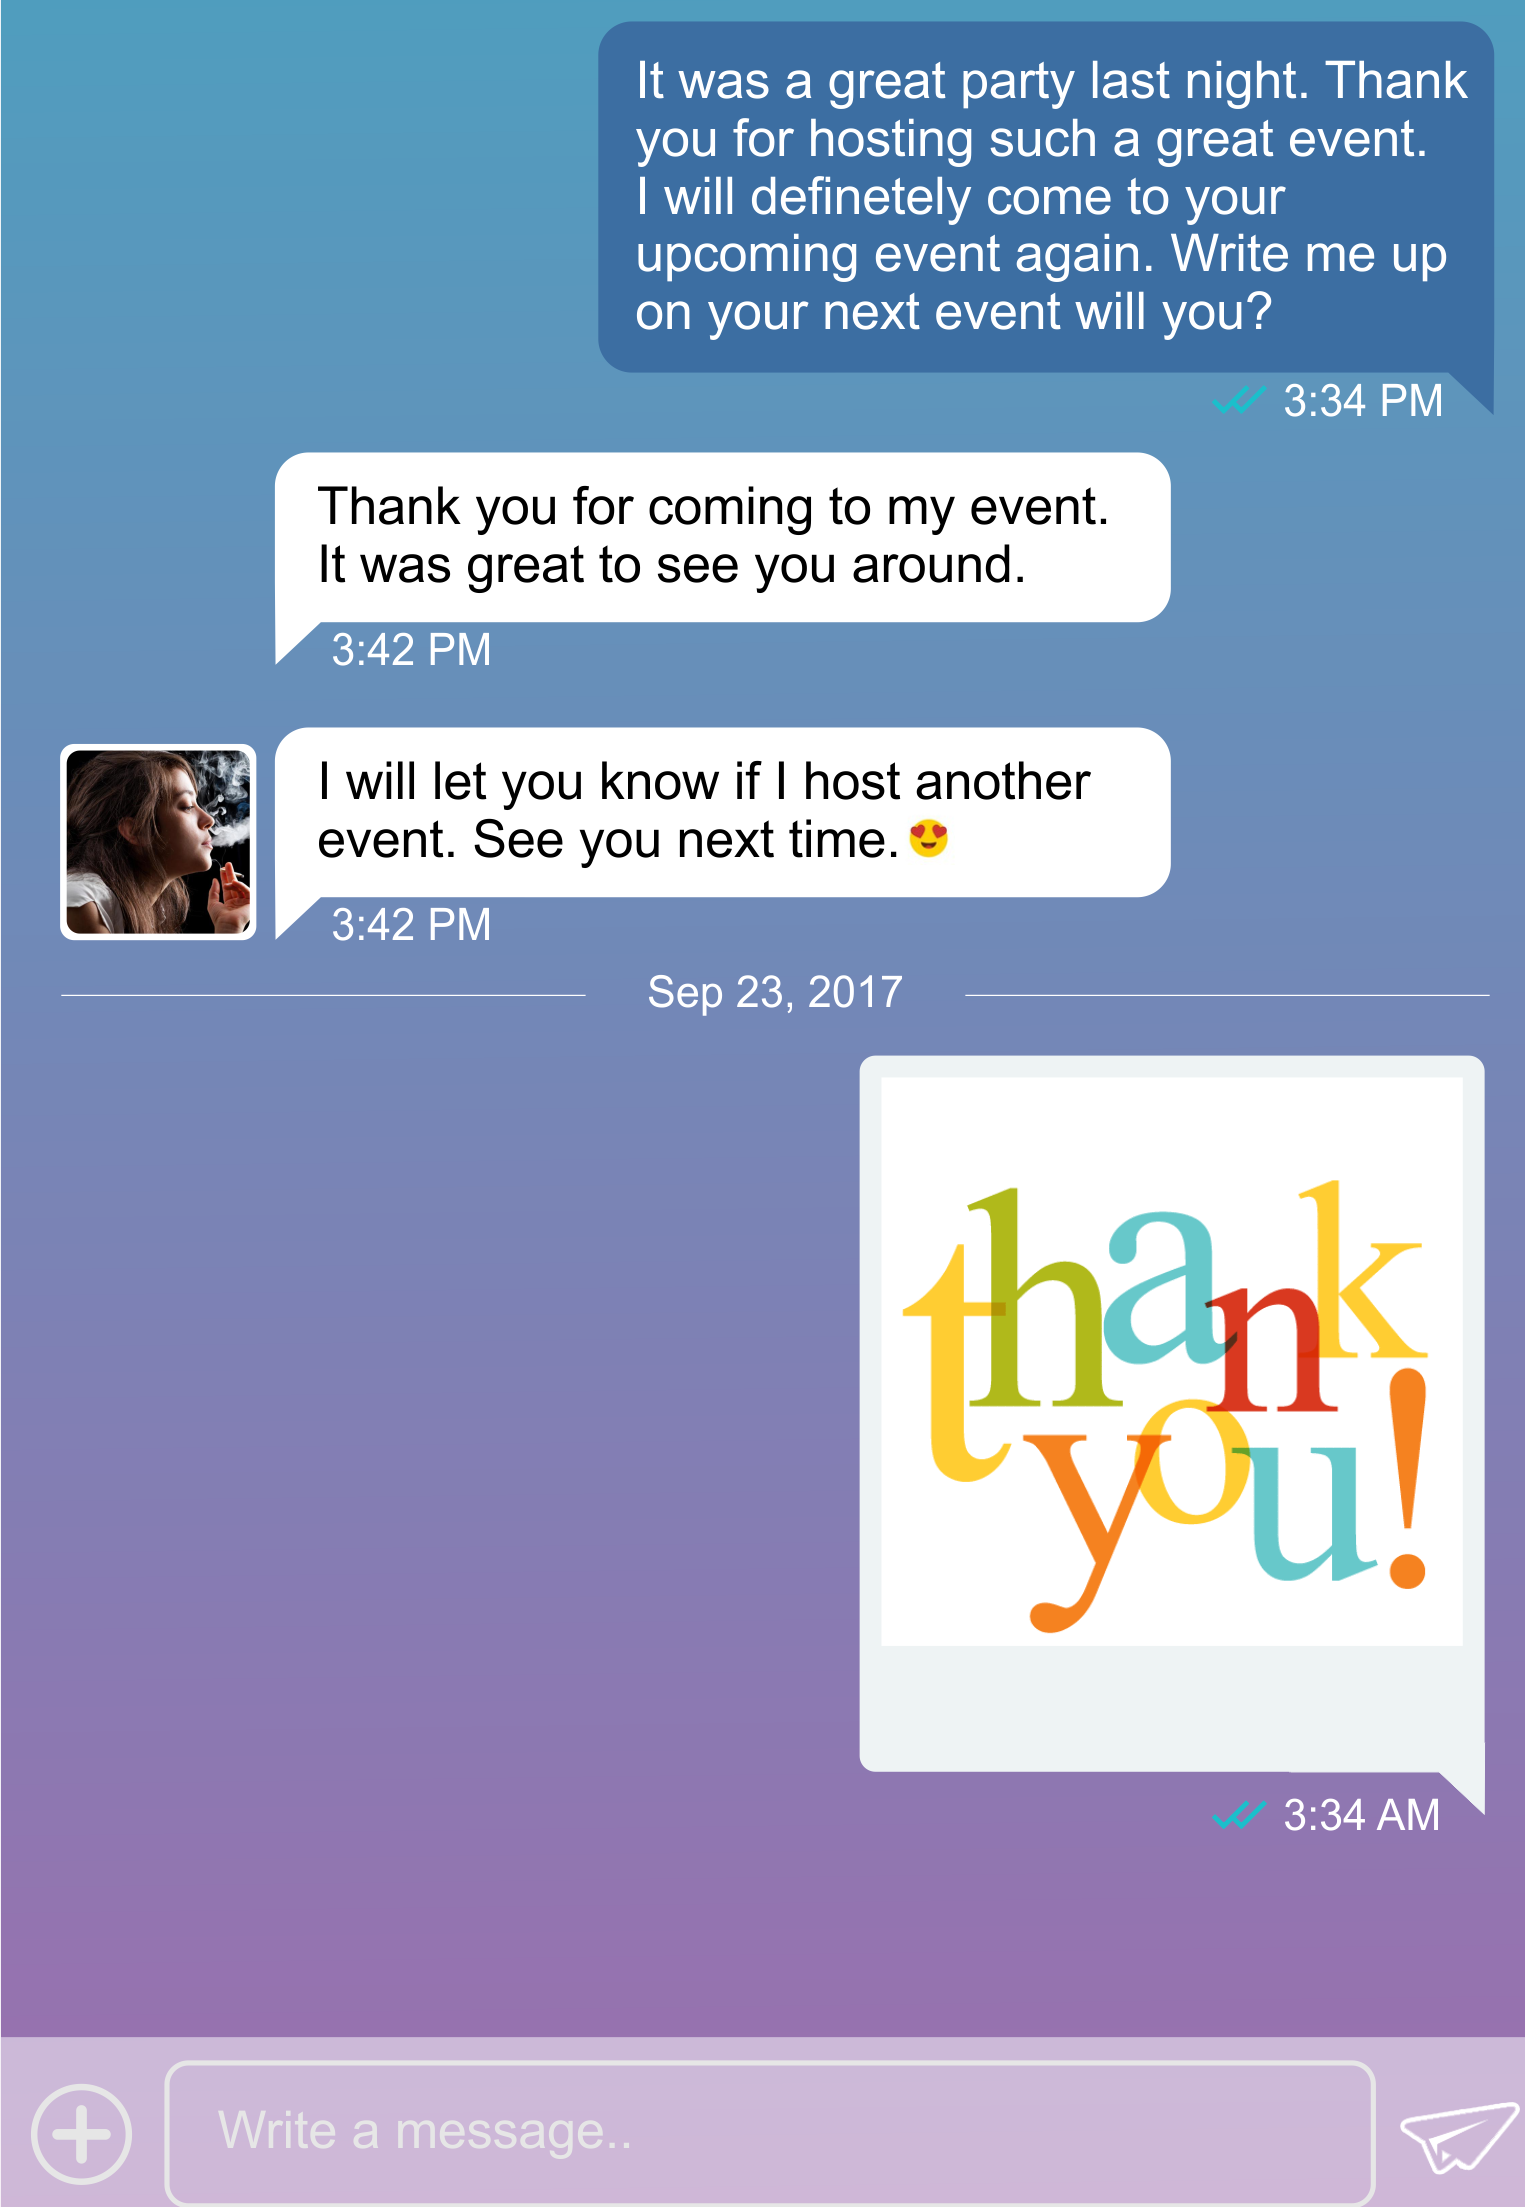 It was a great party last night. Thank
you for hosting such a great event.
I will definetely come to your
upcoming event again. Write me up
on your next event will you?
3:34 PM
Thank you for coming to my event.
It was great to see you around.
3:42 PM
I will let you know if I host another
event. See you next time.😍
3:42 PM
Sep 23, 2017
thank
you!
3:34 AM
Write a message..